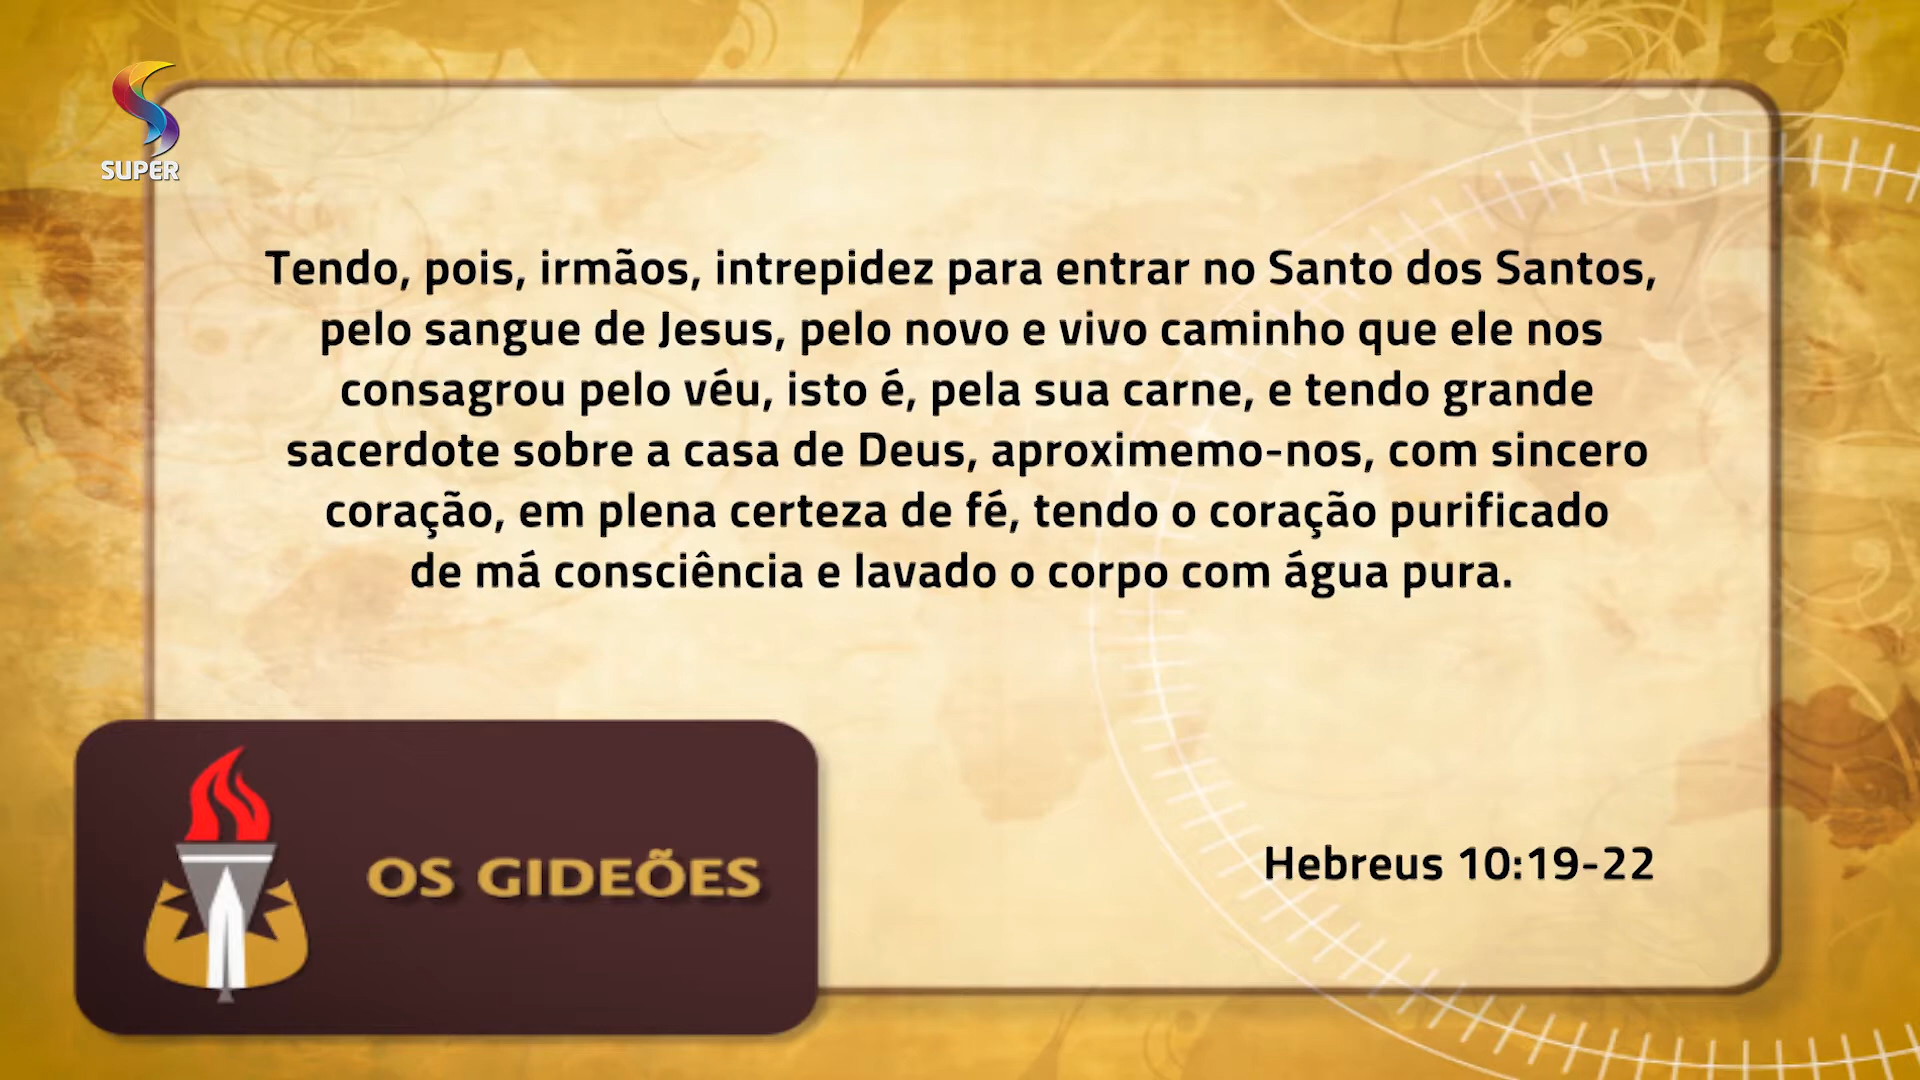 SUPER
Tendo, pois, irmãos, intrepidez para entrar no Santo dos Santos,
pelo sangue de Jesus, pelo novo e vivo caminho que ele nos
consagrou pelo véu, isto é, pela sua carne, e tendo grande
sacerdote sobre a casa de Deus, aproximemo-nos, com sincero
coração, em plena certeza de fé, tendo o coração purificado
de má consciência e lavado o corpo com água pura.
Hebreus 10:19-22
OS GIDEÕES